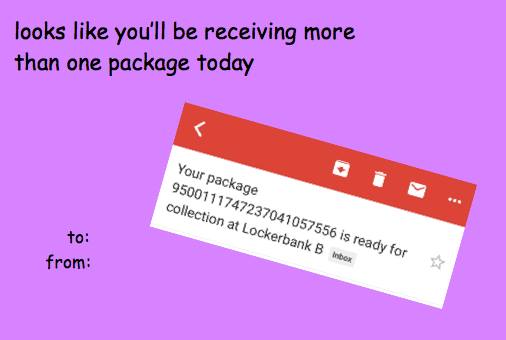 looks like you'll be receiving more
than one package today
Your package
9500111747237041057556 is ready for
collection at Lockerbank B Inbox
to:
from: